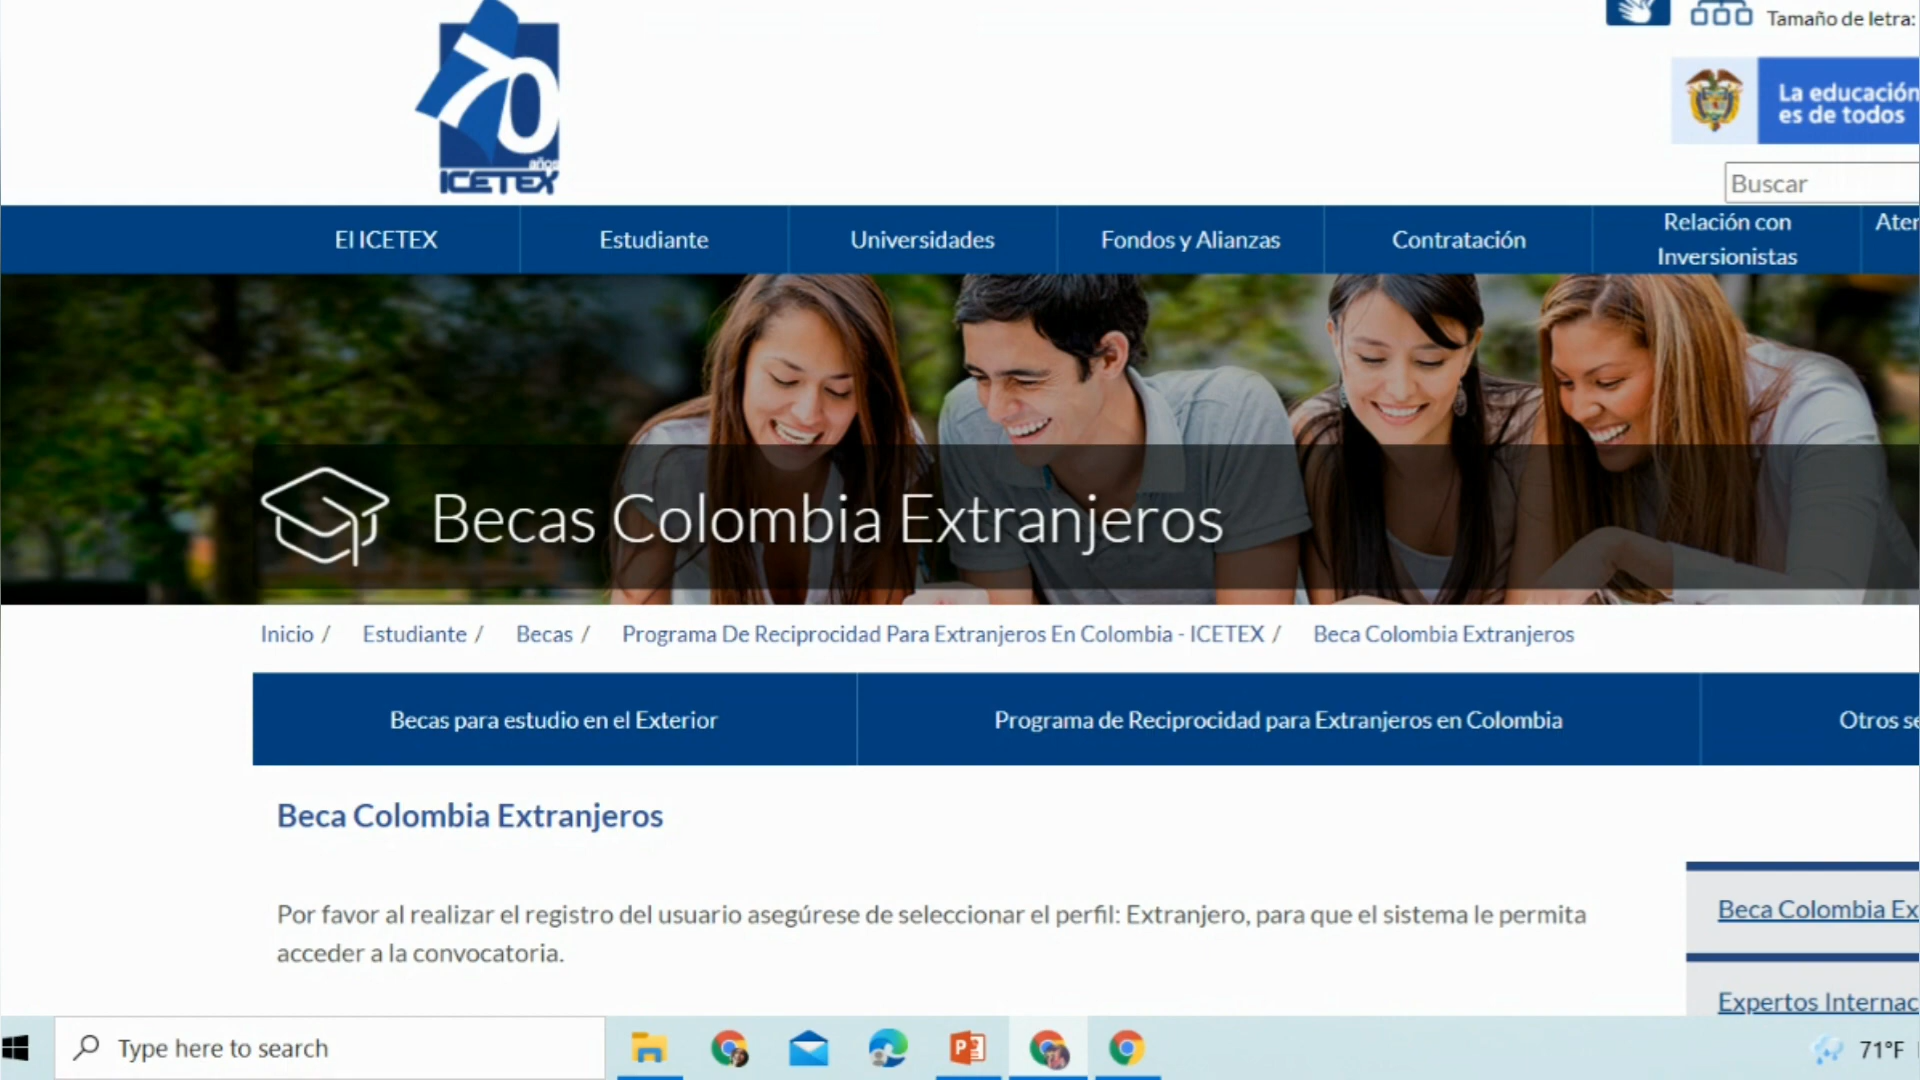 70
años
ICETEX
Tamaño de letra:
La educación
es de todos
Buscar
El ICETEX
Estudiante
Universidades
Fondos y Alianzas
Contratación
Relación con
Inversionistas
Becas Colombia Extranjeros
Inicio / Estudiante / Becas / Programa De Reciprocidad Para Extranjeros En Colombia - ICETEX / Beca Colombia Extranjeros
Becas para estudio en el Exterior
Programa de Reciprocidad para Extranjeros en Colombia
Otros
Beca Colombia Extranjeros
Por favor al realizar el registro del usuario asegúrese de seleccionar el perfil: Extranjero, para que el sistema le permita
acceder a la convocatoria.
Beca Colombia
Expertos
Type here to search
71°F